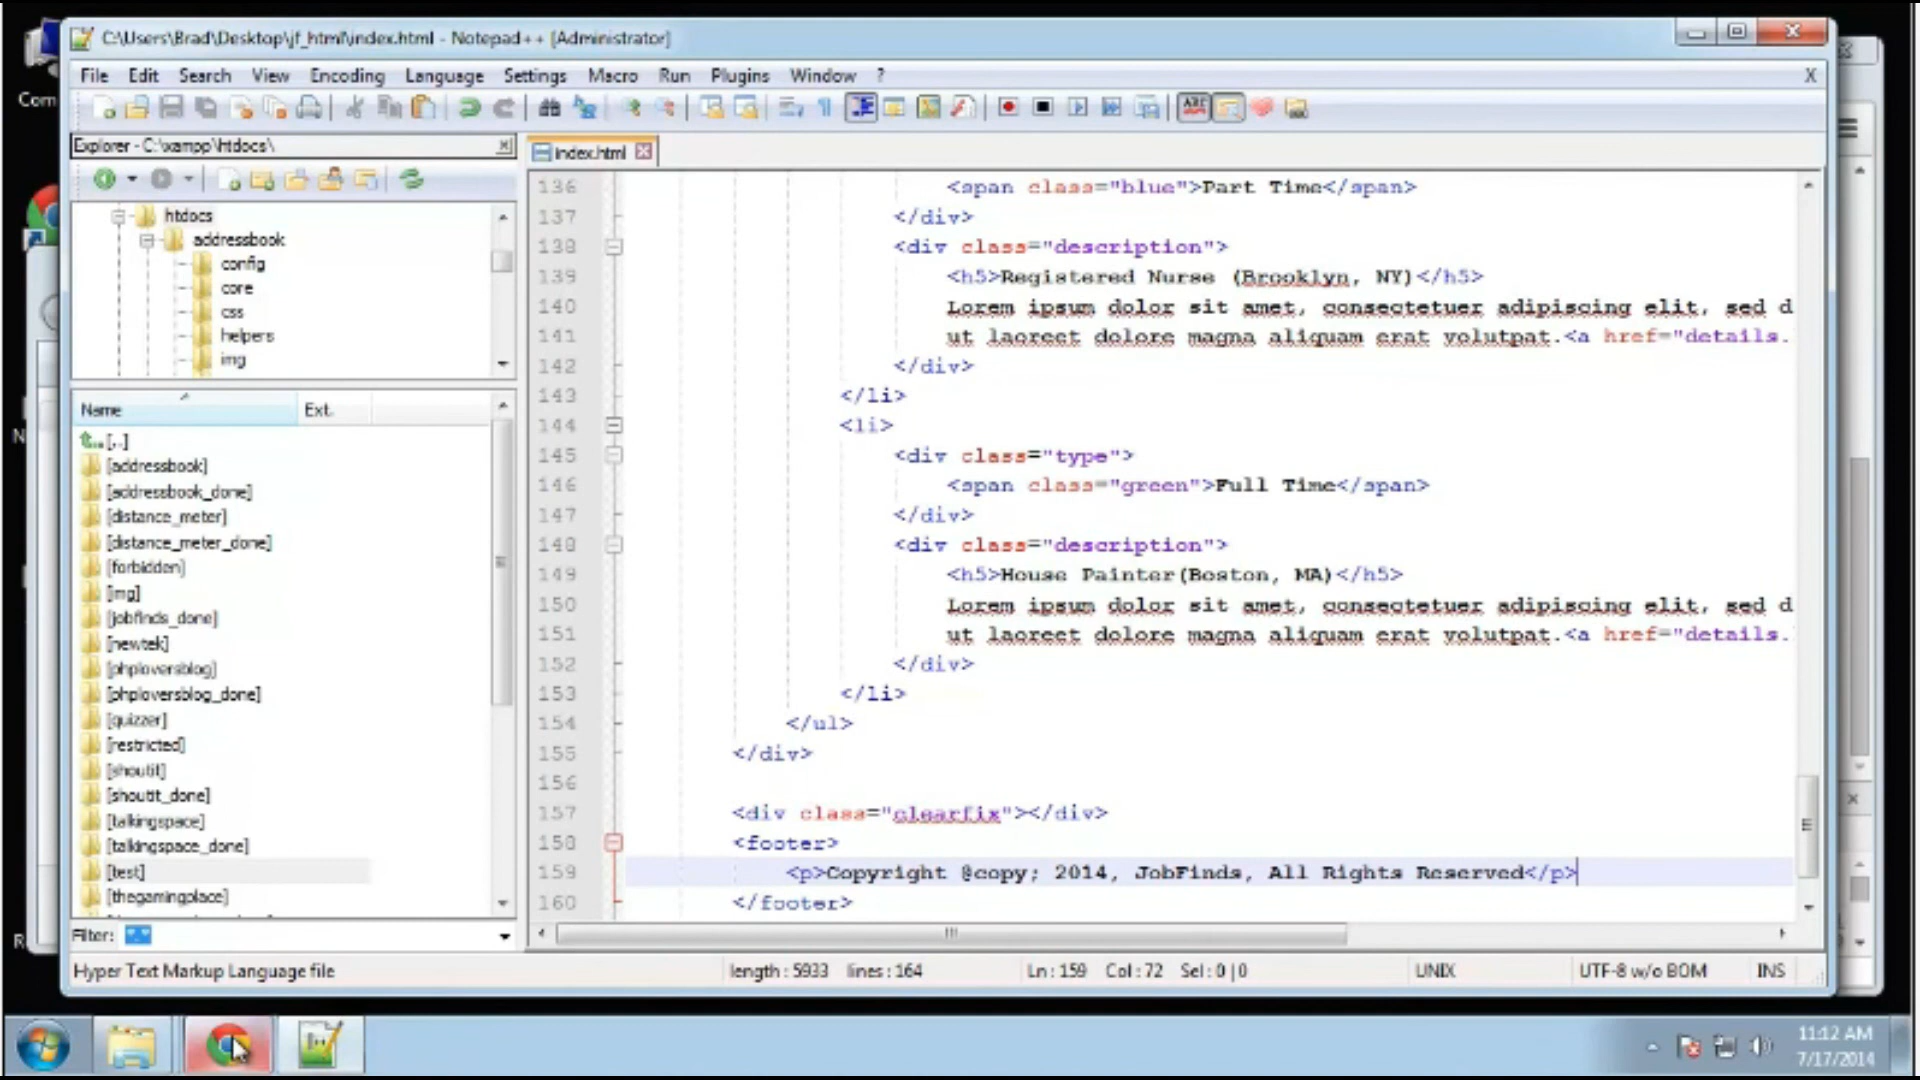 C:\Users\Brad\Desktop\jf_html\index.html - Notepad++ [Administrator]
File Edit Search View Encoding Language Settings Macro Run Plugins Window ? X
Com
Explorer - C:\xampp\htdocs\
htdocs
addressbook
config
core
css
helpers
img
Name Ext.
[..]
[addressbook]
[addressbook_done]
[distance_meter]
[distance_meter_done]
[forbidden]
[img]
[jobfinds_done]
[newtek]
[phploversblog]
[phploversblog_done]
[quizzer]
[restricted]
[shoutit]
[shoutit_done]
[talkingspace]
[talkingspace_done]
[test]
[thegamingplace]
Filter: *.*
index.html
136 <span class="blue">Part Time</span>
137 </div>
138 <div class="description">
139 <h5>Registered Nurse (Brooklyn, NY)</h5>
140 Lorem ipsum dolor sit amet, consectetuer adipiscing elit, sed d
141 ut laoreet dolore magna aliquam erat volutpat.<a href="details.
142 </div>
143 </li>
144 <li>
145 <div class="type">
146 <span class="green">Full Time</span>
147 </div>
148 <div class="description">
149 <h5>House Painter(Boston, MA)</h5>
150 Lorem ipsum dolor sit amet, consectetuer adipiscing elit, sed d
151 ut laoreet dolore magna aliquam erat volutpat.<a href="details.
152 </div>
153 </li>
154 </ul>
155 </div>
156
157 <div class="clearfix"></div>
158 <footer>
159 <p>Copyright @copy; 2014, JobFinds, All Rights Reserved</p>
160 </footer>
Hyper Text Markup Language file length : 5933 lines : 164 Ln : 159 Col : 72 Sel : 0 | 0 UNIX UTF-8 w/o BOM INS
11:12 AM
7/17/2014